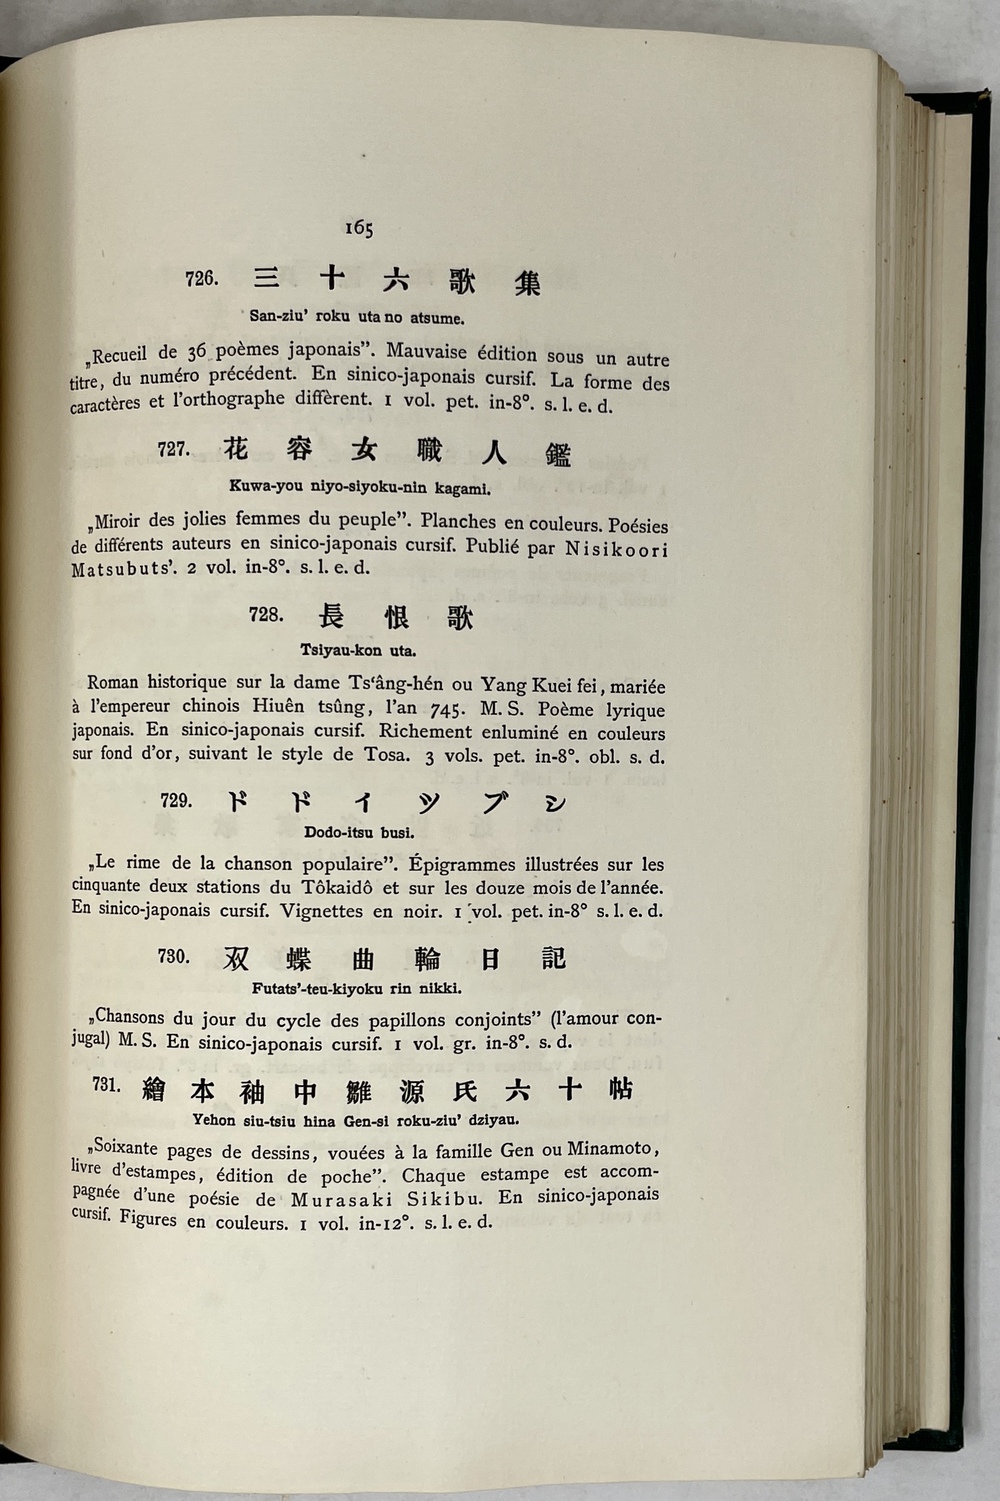 165
726. 三十六歌集
San-ziu' roku uta no atsume.
„Recueil de 36 poèmes japonais”. Mauvaise édition sous un autre
titre, du numéro précédent. En sinico-japonais cursif. La forme des
caractères et l'orthographe diffèrent. 1 vol. pet. in-8°. s. l. e. d.
727. 花容女職人鑑
Kuwa-you niyo-siyoku-nin kagami.
„Miroir des jolies femmes du peuple”. Planches en couleurs. Poésies
de différents auteurs en sinico-japonais cursif. Publié par Nisikoori
Matsubuts'. 2 vol. in-8°. s. l. e. d.
728. 長恨歌
Tsiyau-kon uta.
Roman historique sur la dame Ts‘âng-hén ou Yang Kuei fei, mariée
à l'empereur chinois Hiuên tsûng, l'an 745. M. S. Poème lyrique
japonais. En sinico-japonais cursif. Richement enluminé en couleurs
sur fond d'or, suivant le style de Tosa. 3 vols. pet. in-8°. obl. s. d.
729. ドドイツブシ
Dodo-itsu busi.
„Le rime de la chanson populaire”. Épigrammes illustrées sur les
cinquante deux stations du Tôkaidô et sur les douze mois de l'année.
En sinico-japonais cursif. Vignettes en noir. 1 vol. pet. in-8° s. l. e. d.
730. 双蝶曲輪日記
Futats'-teu-kiyoku rin nikki.
„Chansons du jour du cycle des papillons conjoints” (l'amour con-
jugal) M. S. En sinico-japonais cursif. 1 vol. gr. in-8°. s. d.
731. 繪本袖中雛源氏六十帖
Yehon siu-tsiu hina Gen-si roku-ziu' dziyau.
„Soixante pages de dessins, vouées à la famille Gen ou Minamoto,
livre d'estampes, édition de poche”. Chaque estampe est accom-
pagnée d'une poésie de Murasaki Sikibu. En sinico-japonais
cursif. Figures en couleurs. 1 vol. in-12°. s. l. e. d.